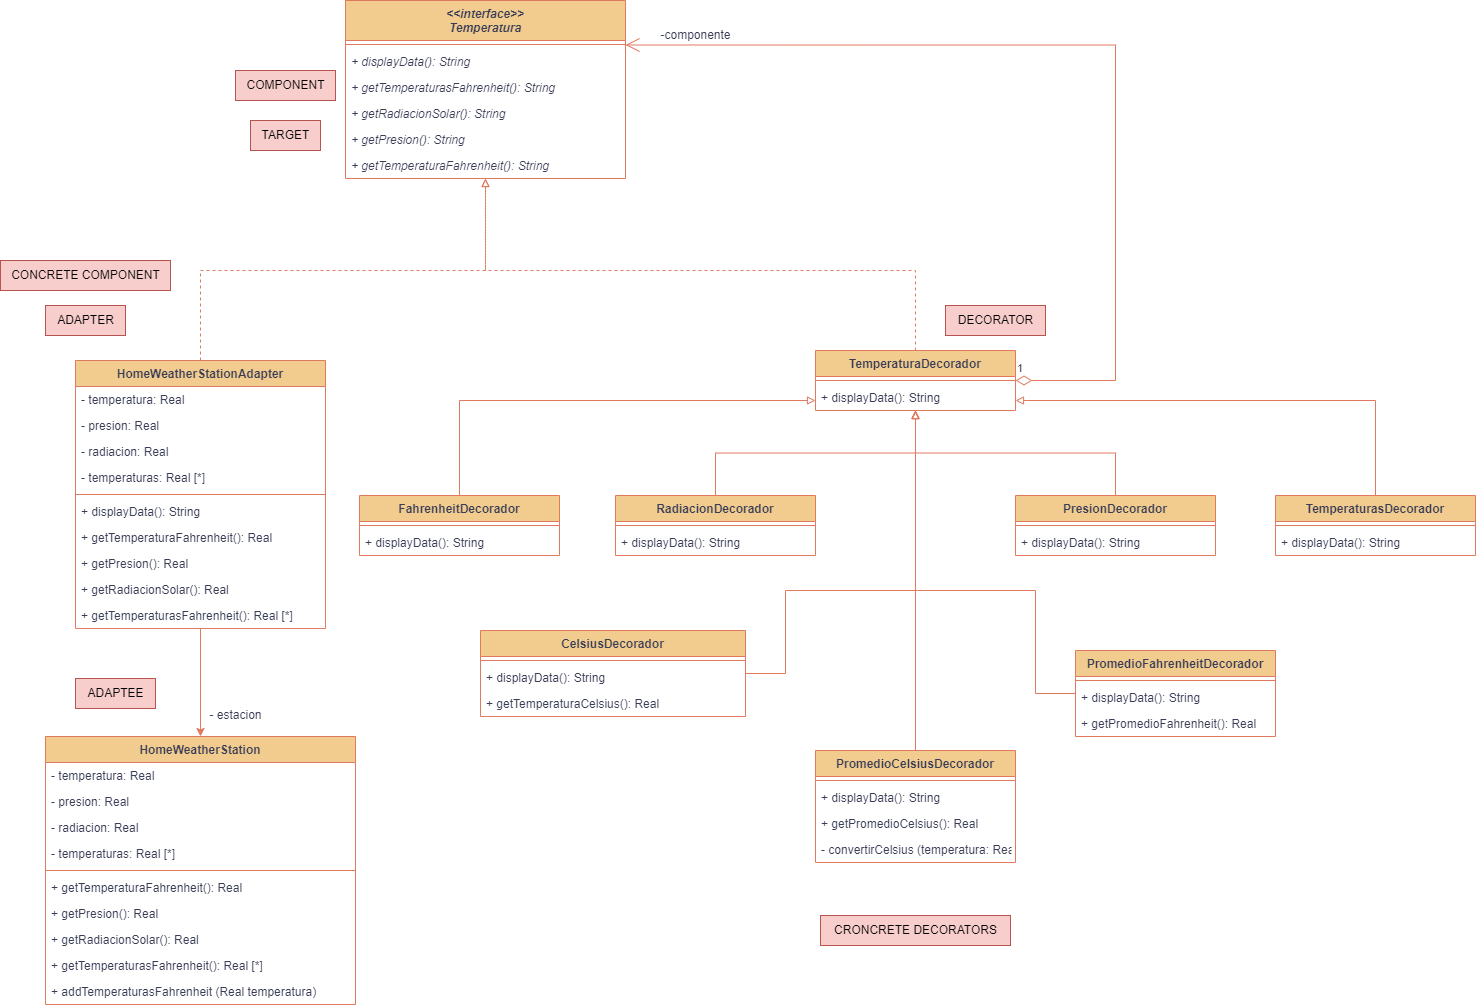 <<interface>>
Temperatura
+ displayData(): String
+ getTemperaturasFahrenheit(): String
+ getRadiacionSolar(): String
+ getPresion(): String
+ getTemperaturaFahrenheit(): String
-componente
COMPONENT
TARGET
CONCRETE COMPONENT
ADAPTER
DECORATOR
HomeWeatherStationAdapter
- temperatura: Real
- presion: Real
- radiacion: Real
- temperaturas: Real [*]
+ displayData(): String
+ getTemperaturaFahrenheit(): Real
+ getPresion(): Real
+ getRadiacionSolar(): Real
+ getTemperaturasFahrenheit(): Real [*]
TemperaturaDecorador
+ displayData(): String
1
FahrenheitDecorador
+ displayData(): String
RadiacionDecorador
+ displayData(): String
PresionDecorador
+ displayData(): String
TemperaturasDecorador
+ displayData(): String
CelsiusDecorador
+ displayData(): String
+ getTemperaturaCelsius(): Real
PromedioFahrenheitDecorador
+ displayData(): String
+ getPromedioFahrenheit(): Real
ADAPTEE
- estacion
HomeWeatherStation
- temperatura: Real
- presion: Real
- radiacion: Real
- temperaturas: Real [*]
+ getTemperaturaFahrenheit(): Real
+ getPresion(): Real
+ getRadiacionSolar(): Real
+ getTemperaturasFahrenheit(): Real [*]
+ addTemperaturasFahrenheit (Real temperatura)
PromedioCelsiusDecorador
+ displayData(): String
+ getPromedioCelsius(): Real
- convertirCelsius (temperatura: Rea
CRONCRETE DECORATORS